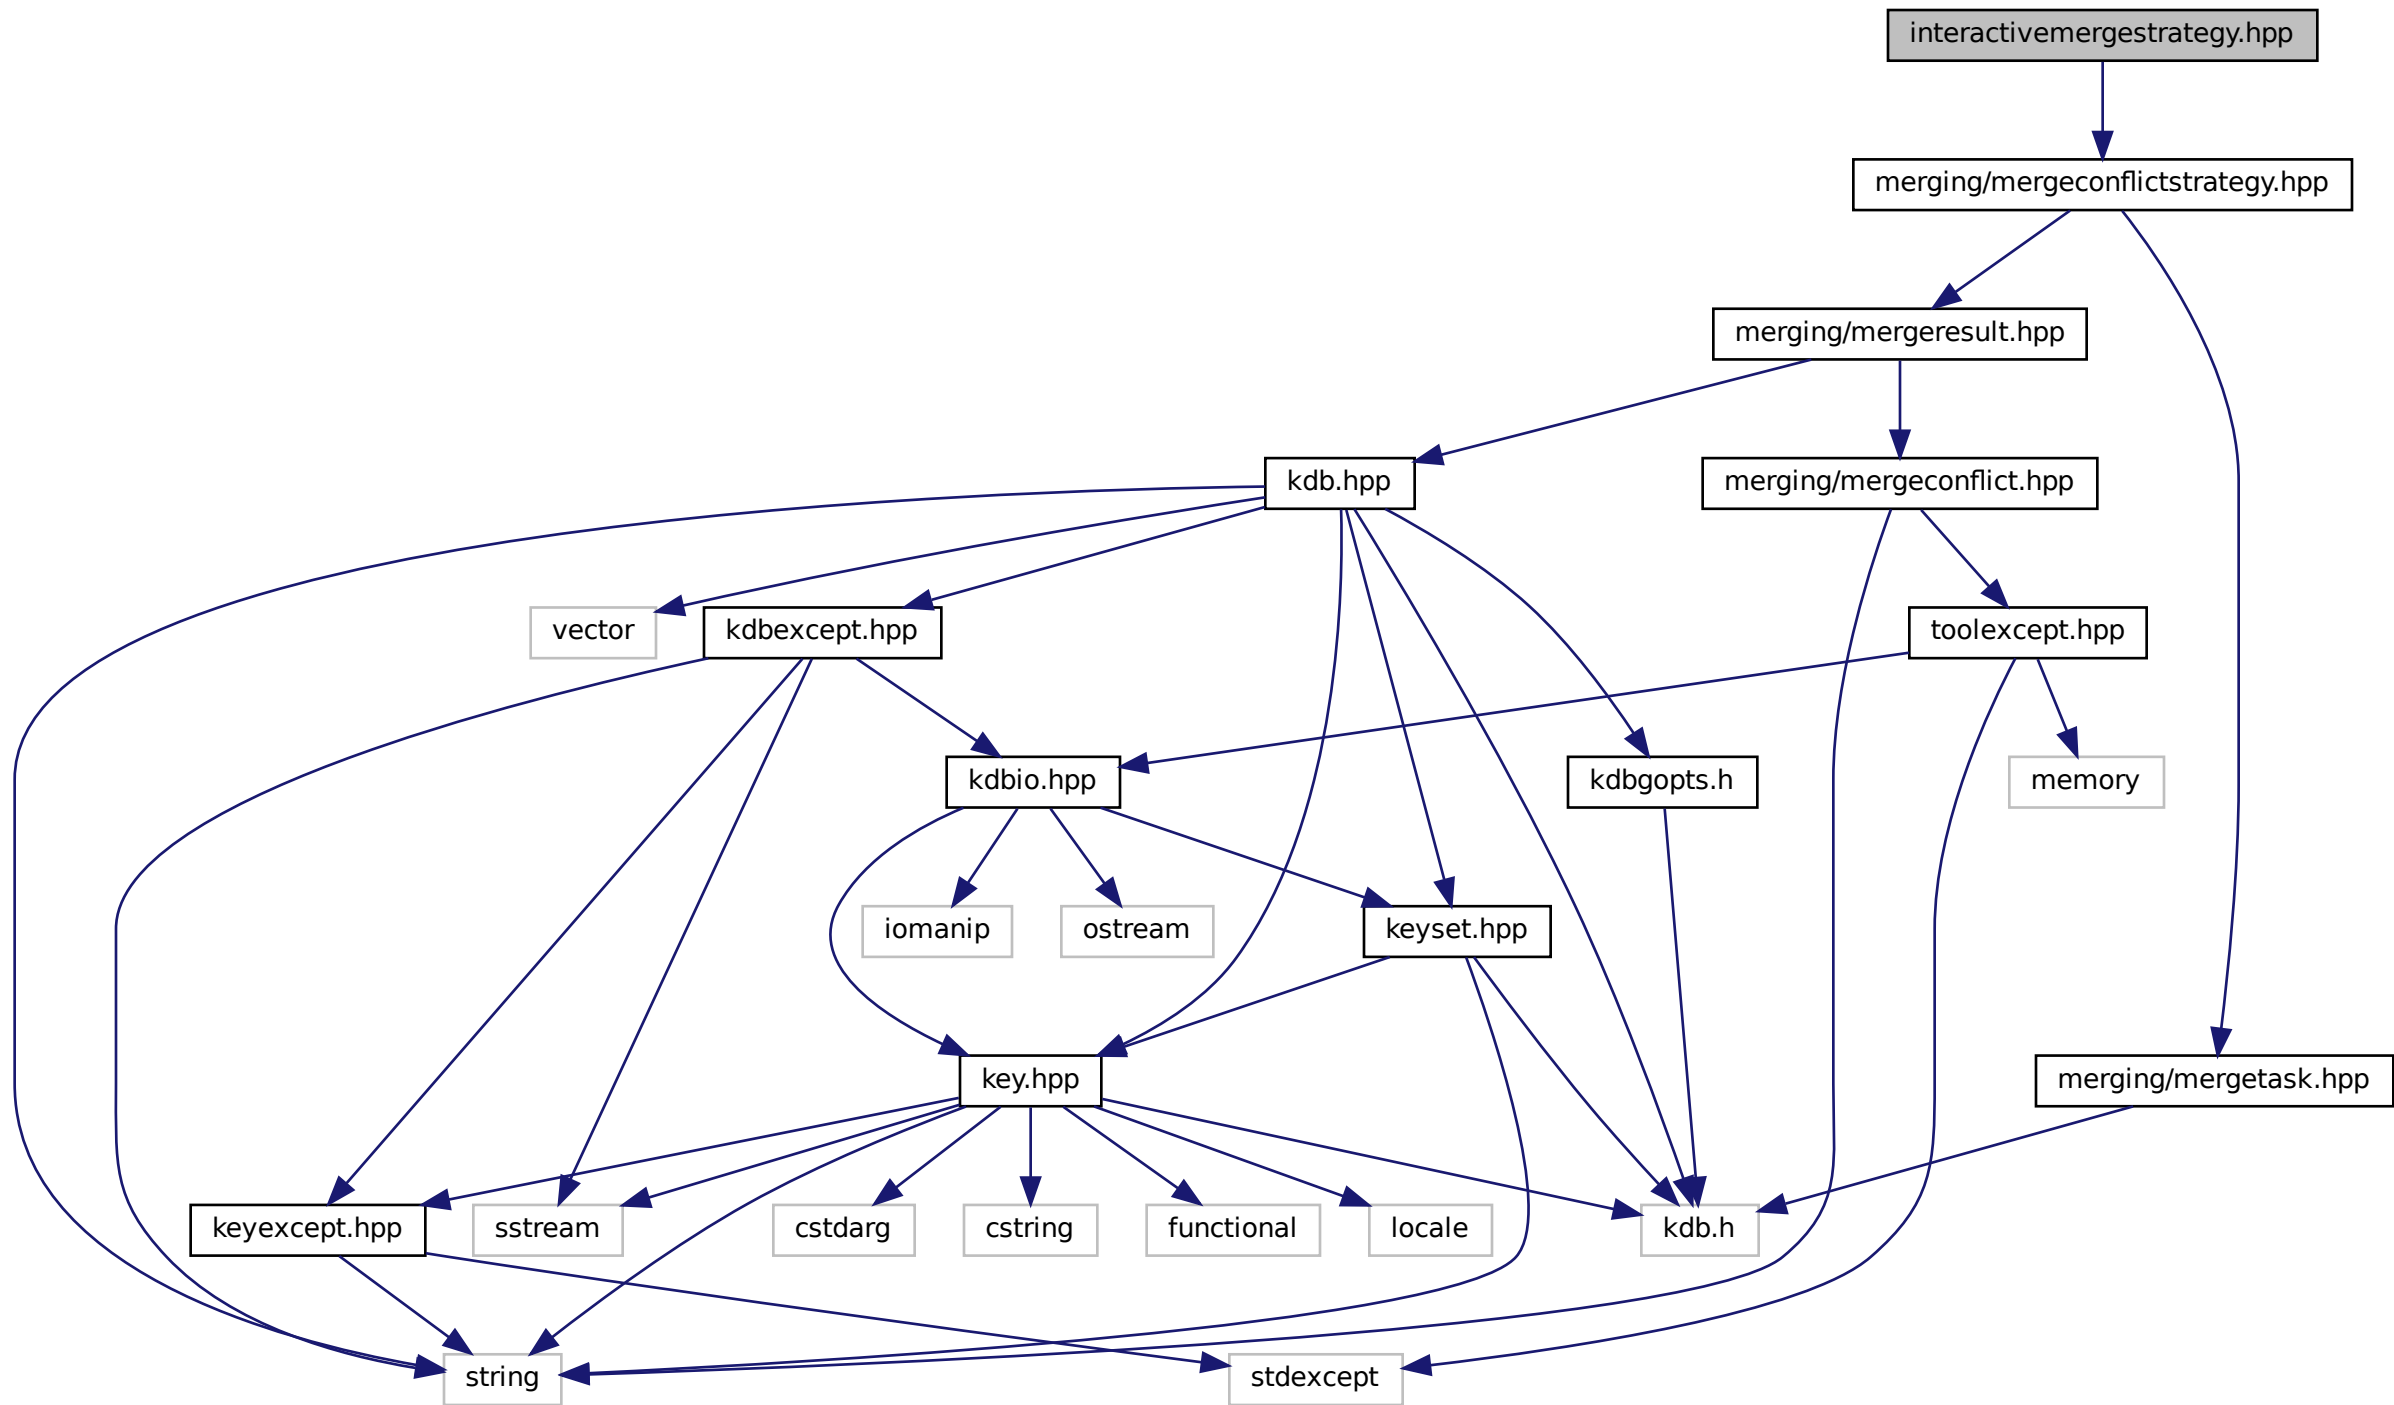 interactivemergestrategy.hpp
merging/mergeconflictstrategy.hpp
merging/mergeresult.hpp
kdb.hpp
merging/mergeconflict.hpp
vector
kdbexcept.hpp
toolexcept.hpp
kdbio.hpp
kdbgopts.h
memory
iomanip
ostream
keyset.hpp
key.hpp
merging/mergetask.hpp
keyexcept.hpp
sstream
cstdarg
cstring
functional
locale
kdb.h
string
stdexcept